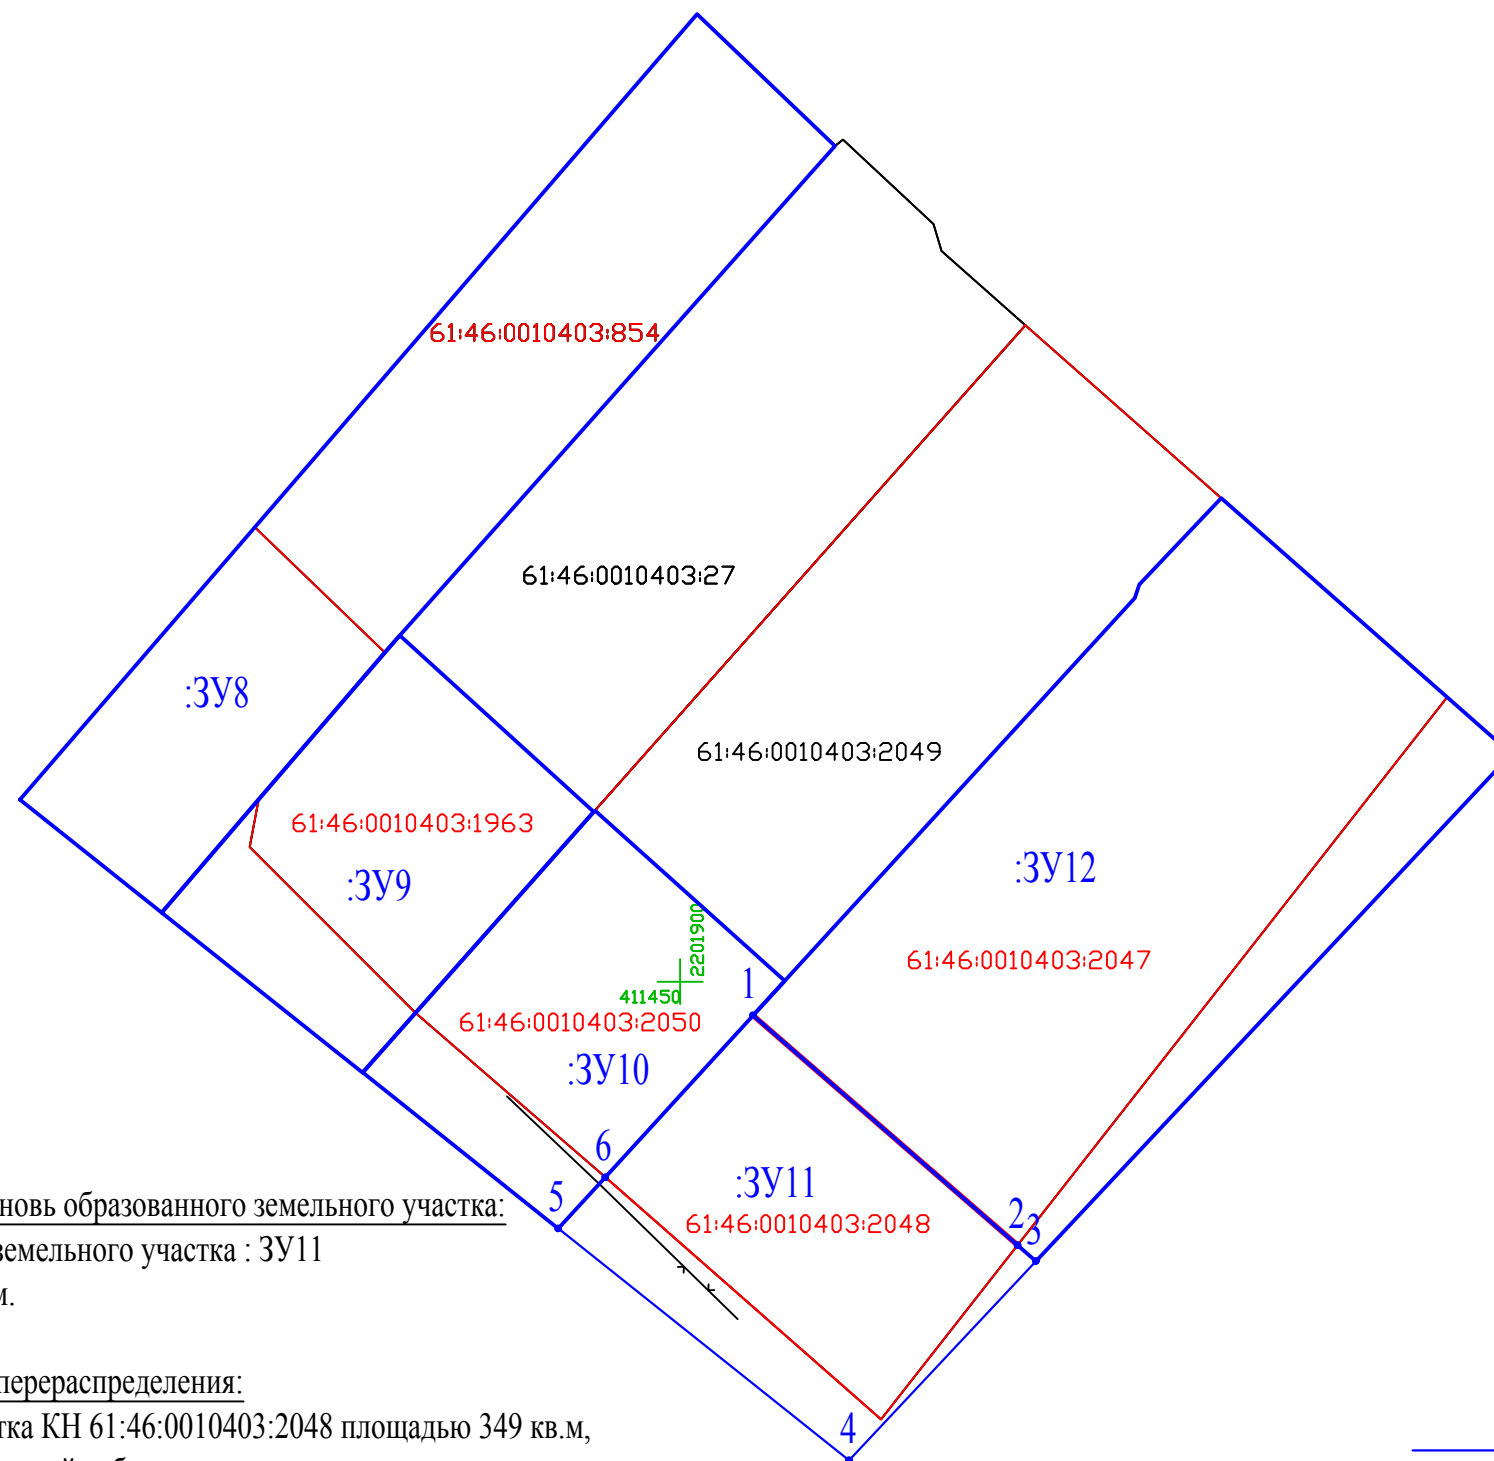 61:46:0010403:854
61:46:0010403:27
:ЗУ8
61:46:0010403:2049
61:46:0010403:1963
:ЗУ9
:ЗУ12
2201900
61:46:0010403:2047
1
411450
61:46:0010403:2050
:ЗУ10
6
:ЗУ11
5
новь образованного земельного участка:
2
61:46:0010403:2048
3
земельного участка : ЗУ11
м.
перераспределения:
тка КН 61:46:0010403:2048 площадью 349 кв.м,
4